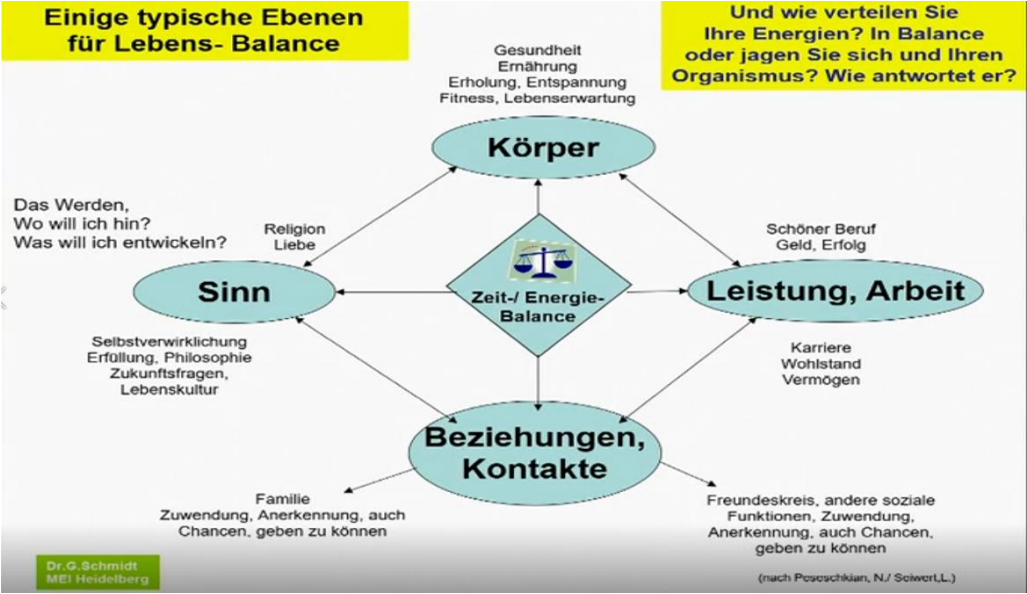 Einige typische Ebenen
für Lebens- Balance
Und wie verteilen Sie
Ihre Energien? In Balance
oder jagen Sie sich und Ihren
Organismus? Wie antwortet er?
Gesundheit
Ernährung
Erholung, Entspannung
Fitness, Lebenserwartung
Körper
Das Werden,
Wo will ich hin?
Was will ich entwickeln?
Religion
Liebe
Schöner Beruf
Geld, Erfolg
Sinn
Zeit-/ Energie-
Balance
Leistung, Arbeit
Selbstverwirklichung
Erfüllung, Philosophie
Zukunftsfragen,
Lebenskultur
Karriere
Wohlstand
Vermögen
Beziehungen,
Kontakte
Familie
Zuwendung, Anerkennung, auch
Chancen, geben zu können
Freundeskreis, andere soziale
Funktionen, Zuwendung,
Anerkennung, auch Chancen,
geben zu können
Dr.G.Schmidt
MEI Heidelberg
(nach Peseschkian, N./ Seiwert,L.)